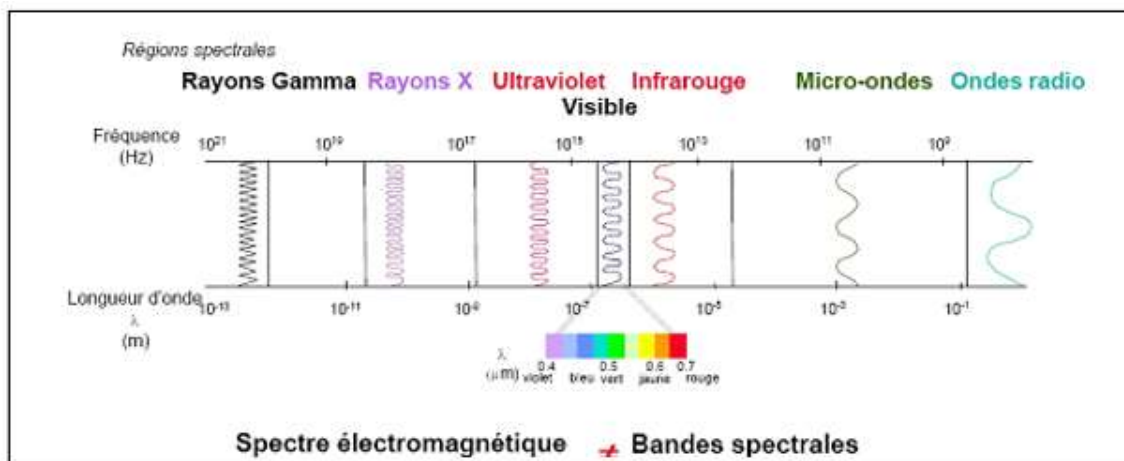 Régions spectrales
Rayons Gamma Rayons X Ultraviolet Infrarouge Micro-ondes Ondes radio
Visible
Fréquence
(Hz)
10²¹ 10¹⁹ 10¹⁷ 10¹⁵ 10¹³ 10¹¹ 10⁹
Longueur d'onde
λ
(m)
10⁻¹³ 10⁻¹¹ 10⁻⁹ 10⁻⁷ 10⁻⁵ 10⁻³ 10⁻¹
λ
(μm)
0.4 0.5 0.6 0.7
violet bleu vert jaune rouge
Spectre électromagnétique ≠ Bandes spectrales